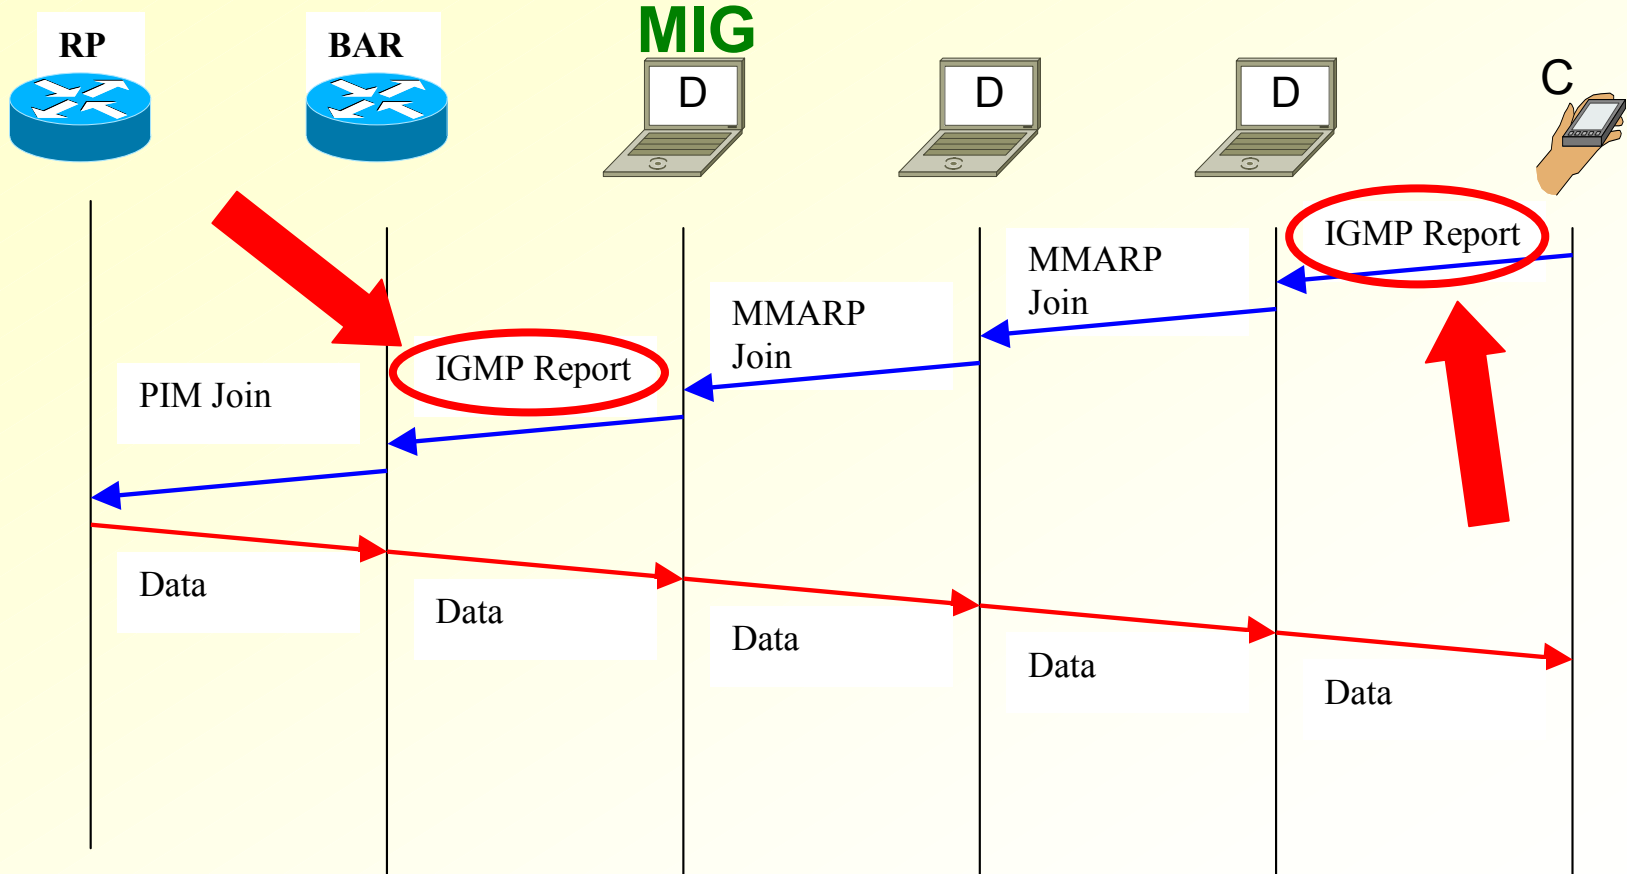 MIG
RP
BAR
D
D
D
C
IGMP Report
MMARP
Join
MMARP
Join
IGMP Report
PIM Join
Data
Data
Data
Data
Data